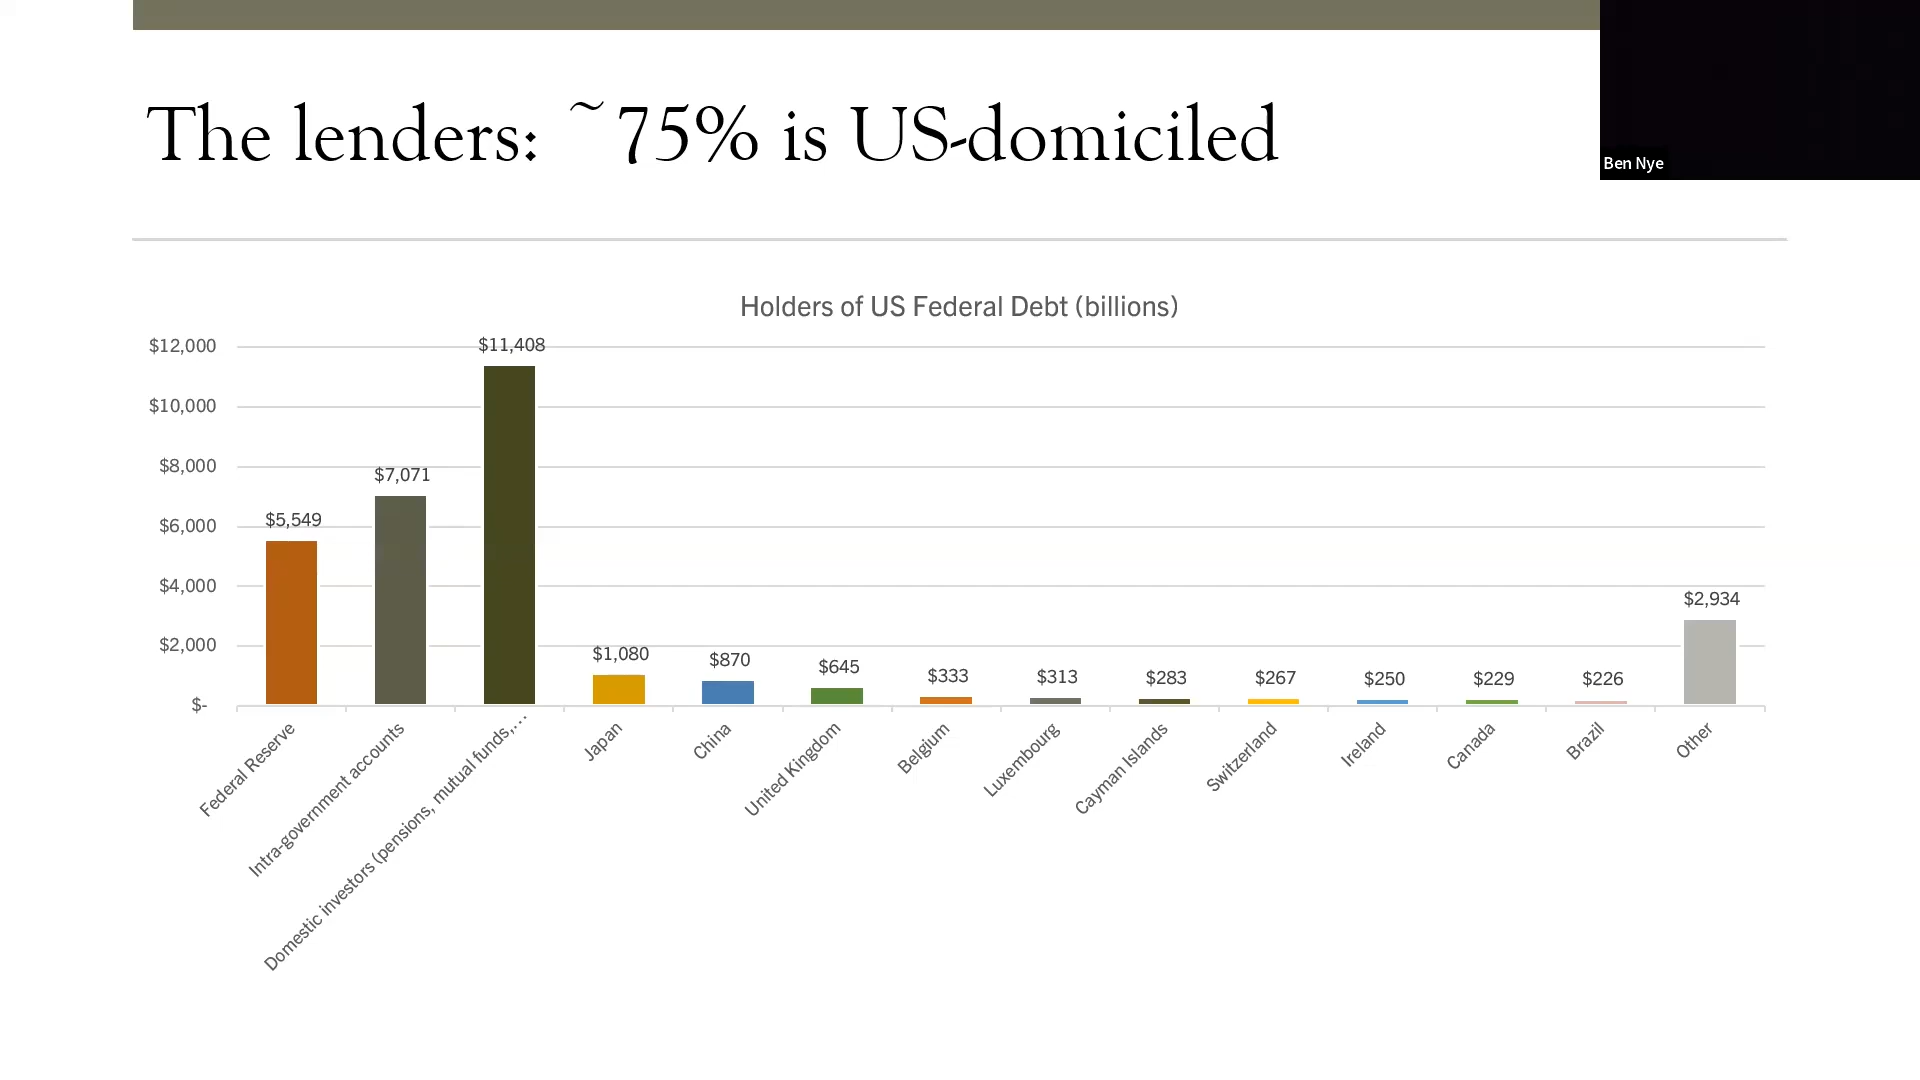 The lenders: ~75% is US-domiciled
Ben Nye
Holders of US Federal Debt (billions)
$12,000
$10,000
$8,000
$6,000
$4,000
$2,000
$-
$5,549
$7,071
$11,408
$1,080
$870
$645
$333
$313
$283
$267
$250
$229
$226
$2,934
Federal Reserve
Intra-government accounts
Domestic investors (pensions, mutual funds,…
Japan
China
United Kingdom
Belgium
Luxembourg
Cayman Islands
Switzerland
Ireland
Canada
Brazil
Other